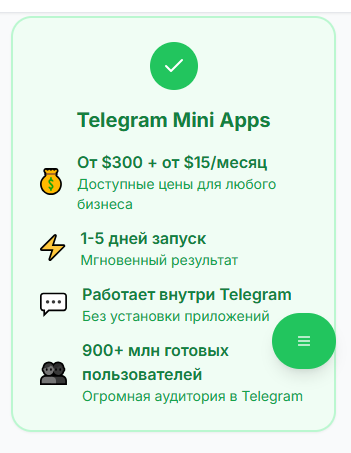 Telegram Mini Apps
От $300 + от $15/месяц
Доступные цены для любого
бизнеса
1-5 дней запуск
Мгновенный результат
Работает внутри Telegram
Без установки приложений
900+ млн готовых
пользователей
Огромная аудитория в Telegram